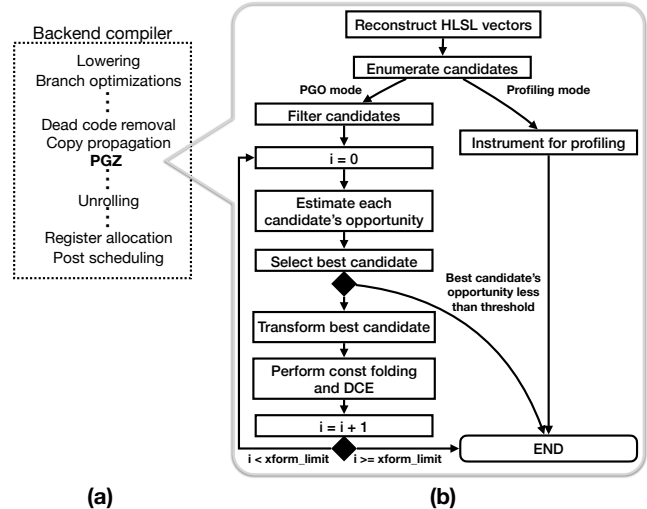 Backend compiler
Lowering
Branch optimizations
Dead code removal
Copy propagation
PGZ
Unrolling
Register allocation
Post scheduling
(a)
Reconstruct HLSL vectors
Enumerate candidates
PGO mode
Profiling mode
Filter candidates
Instrument for profiling
i = 0
Estimate each
candidate's opportunity
Select best candidate
Best candidate's
opportunity less
than threshold
Transform best candidate
Perform const folding
and DCE
i = i + 1
i < xform_limit
i >= xform_limit
END
(b)